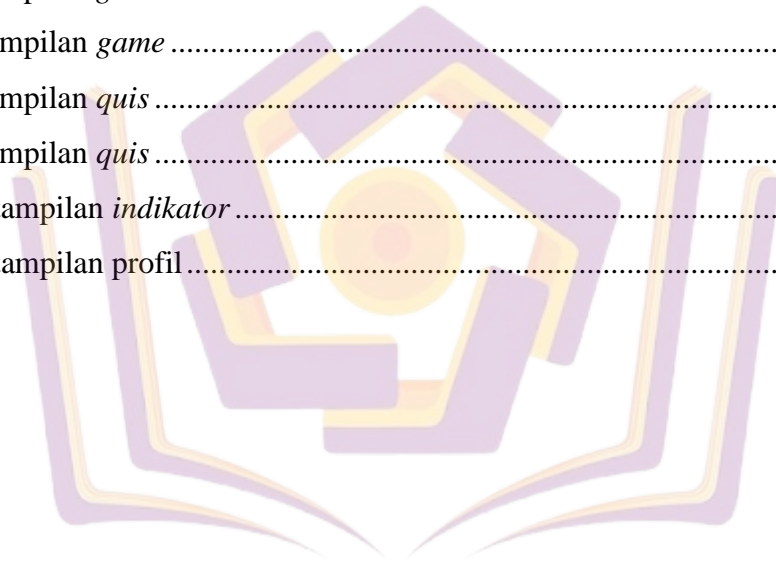 mpilan game ....................................................................................
mpilan quis ......................................................................................
mpilan quis ......................................................................................
ampilan indikator ............................................................................
ampilan profil ..................................................................................